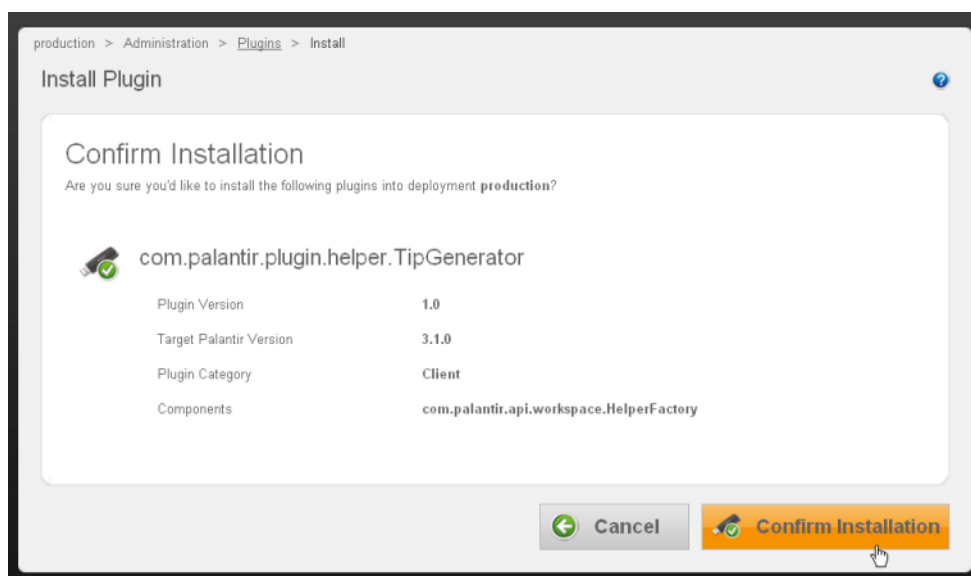 production > Administration > Plugins > Install
Install Plugin
Confirm Installation
Are you sure you'd like to install the following plugins into deployment production?
com.palantir.plugin.helper.TipGenerator
Plugin Version 1.0
Target Palantir Version 3.1.0
Plugin Category Client
Components com.palantir.api.workspace.HelperFactory
Cancel Confirm Installation